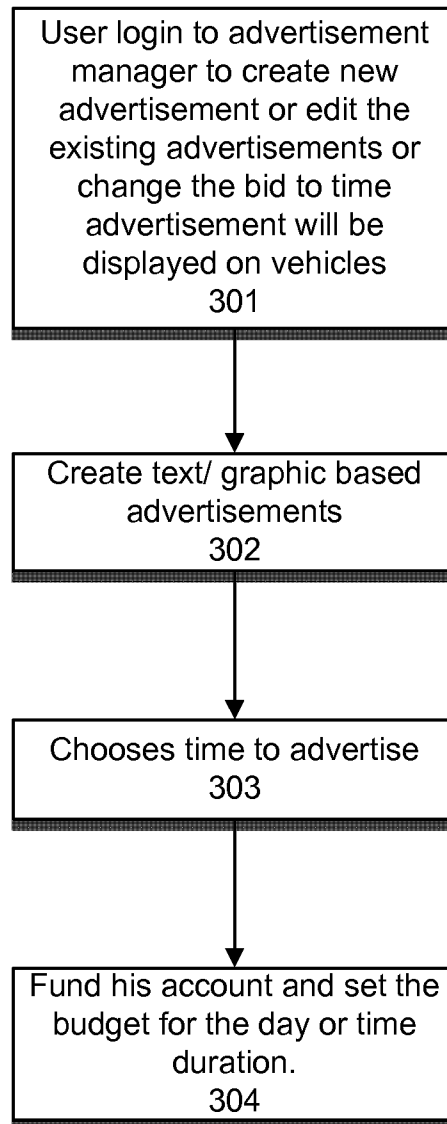 User login to advertisement
manager to create new
advertisement or edit the
existing advertisements or
change the bid to time
advertisement will be
displayed on vehicles
301
Create text/ graphic based
advertisements
302
Chooses time to advertise
303
Fund his account and set the
budget for the day or time
duration.
304